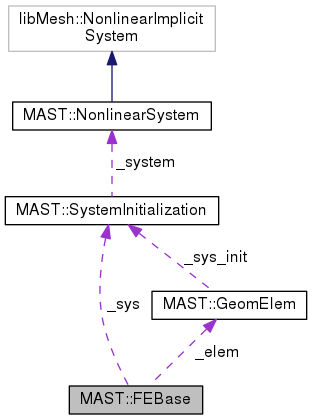 libMesh::NonlinearImplicit
System
MAST::NonlinearSystem
_system
MAST::SystemInitialization
_sys_init
_sys
MAST::GeomElem
_elem
MAST::FEBase